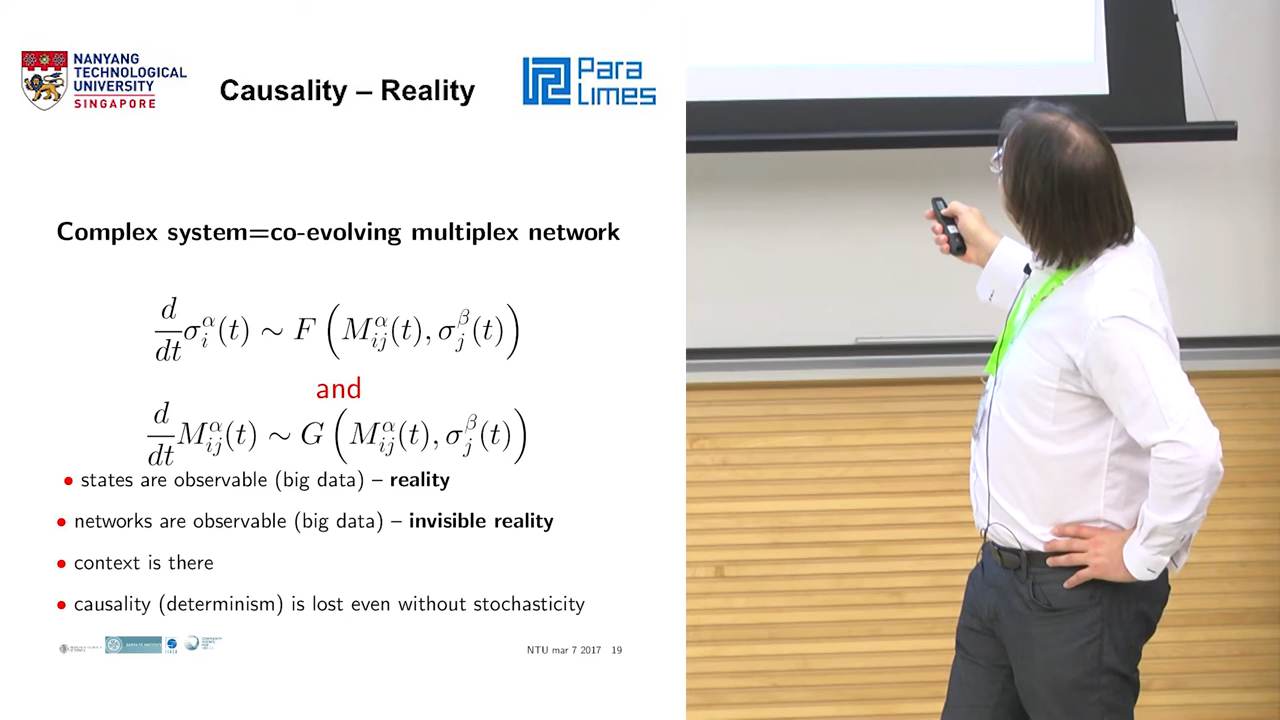 NANYANG
TECHNOLOGICAL
UNIVERSITY
SINGAPORE
Causality – Reality
Para
Limes
Complex system=co-evolving multiplex network
d/dt σ_i^α(t) ∼ F (M_ij^α(t), σ_j^β(t))
and
d/dt M_ij^α(t) ∼ G (M_ij^α(t), σ_j^β(t))
• states are observable (big data) – reality
• networks are observable (big data) – invisible reality
• context is there
• causality (determinism) is lost even without stochasticity
NTU mar 7 2017 19